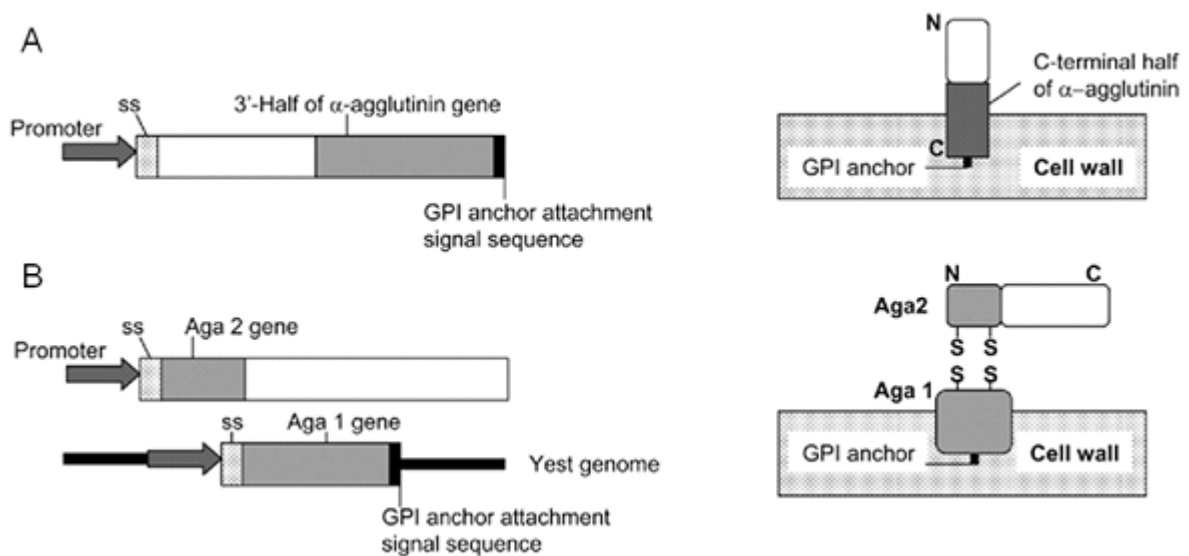 A
ss
3'-Half of α-agglutinin gene
Promoter
GPI anchor attachment
signal sequence
N
C-terminal half
of α-agglutinin
C
GPI anchor
Cell wall
B
ss
Aga 2 gene
Promoter
ss
Aga 1 gene
Yest genome
GPI anchor attachment
signal sequence
N
C
Aga2
S S
S S
Aga 1
GPI anchor
Cell wall